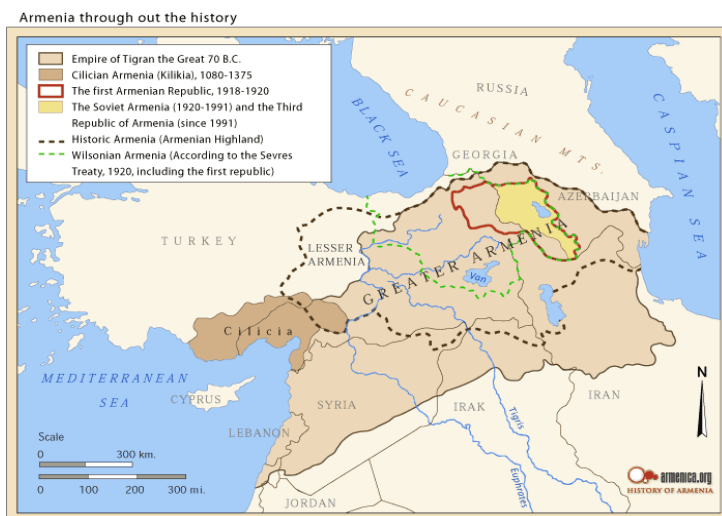 Armenia through out the history
Empire of Tigran the Great 70 B.C.
Cilician Armenia (Kilikia), 1080-1375
The first Armenian Republic, 1918-1920
The Soviet Armenia (1920-1991) and the Third
Republic of Armenia (since 1991)
Historic Armenia (Armenian Highland)
Wilsonian Armenia (According to the Sevres
Treaty, 1920, including the first republic)
RUSSIA
CAUCASIAN MTS.
BLACK SEA
CASPIAN SEA
GEORGIA
AZERBAIJAN
TURKEY
LESSER
ARMENIA
GREATER ARMENIA
Van
Cilicia
MEDITERRANEAN
SEA
CYPRUS
SYRIA
LEBANON
IRAK
IRAN
Tigris
Euphrates
JORDAN
N
Scale
0 300 km.
0 100 200 300 mi.
armenica.org
HISTORY OF ARMENIA